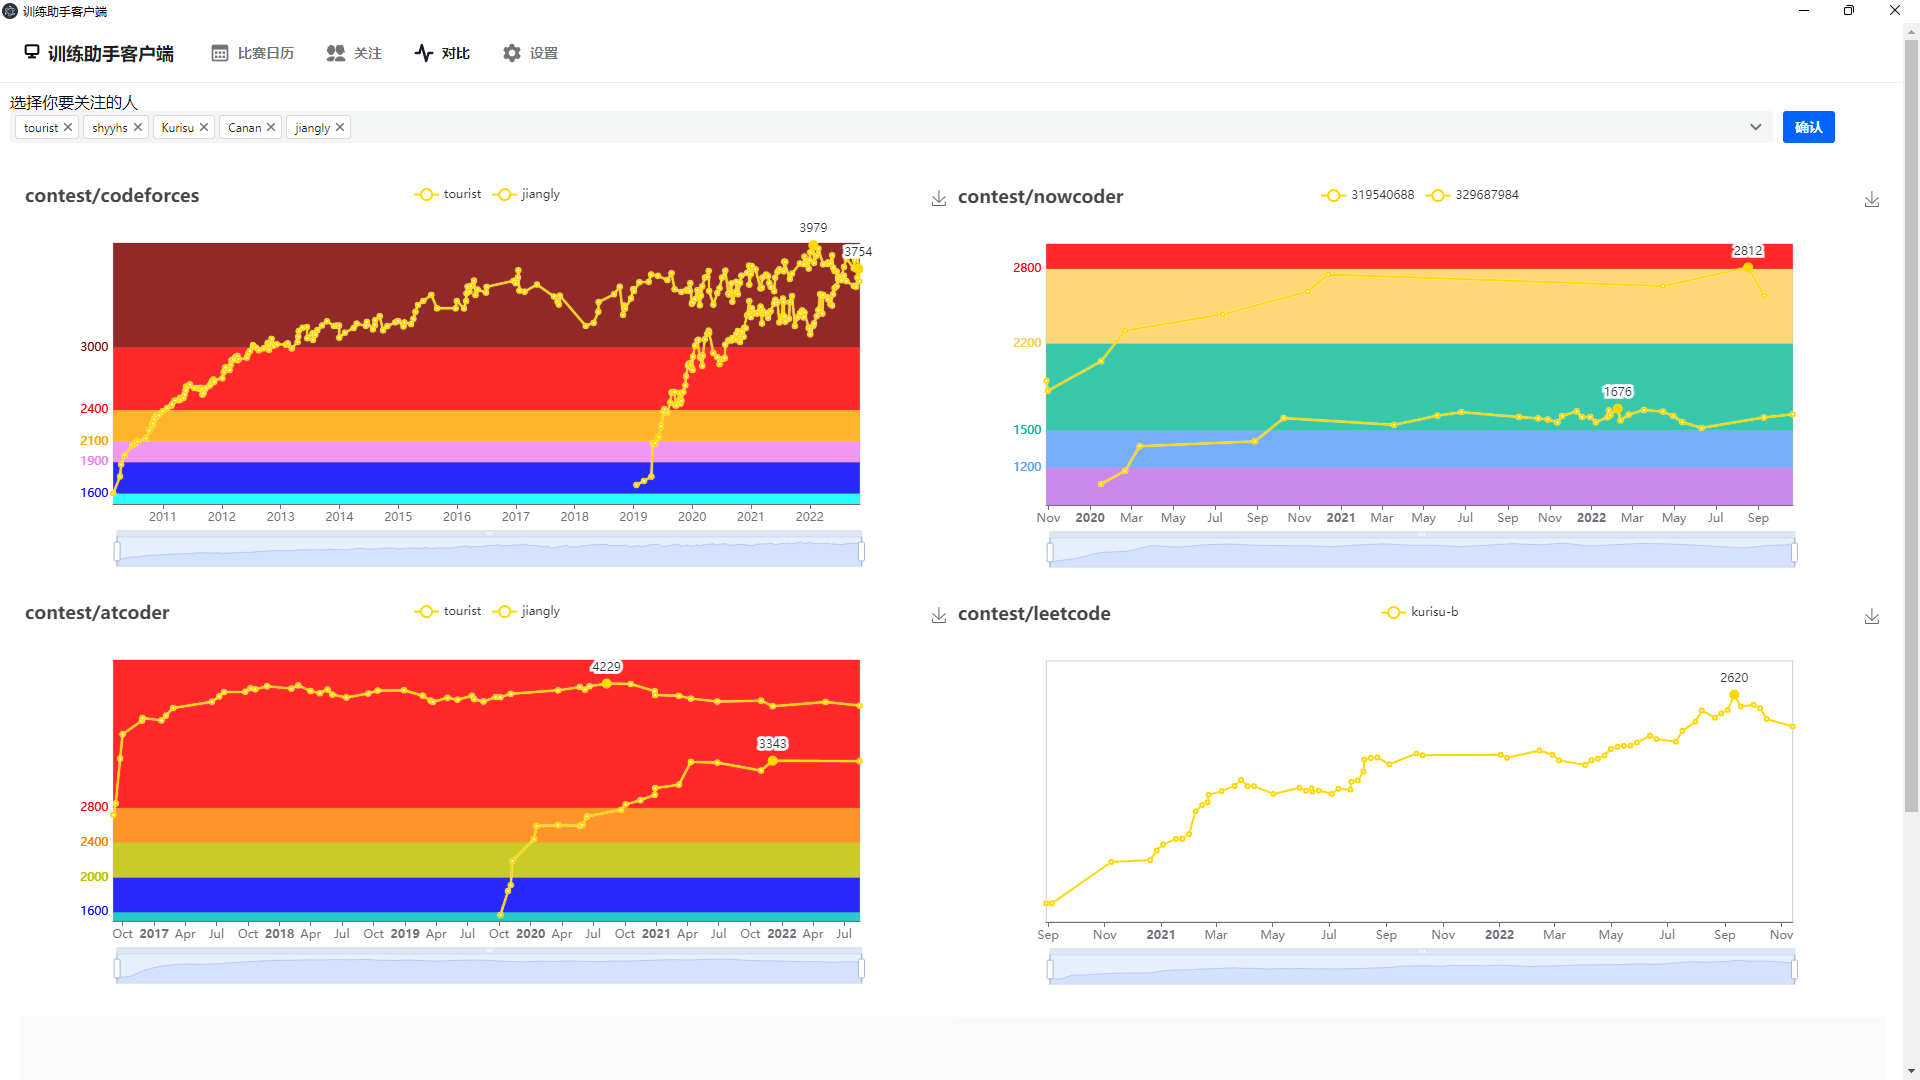 训练助手客户端
训练助手客户端 比赛日历 关注 对比 设置
选择你要关注的人
tourist shyyhs Kurisu Canan jiangly 确认
contest/codeforces
tourist jiangly
3979
3754
3000
2400
2100
1900
1600
2011 2012 2013 2014 2015 2016 2017 2018 2019 2020 2021 2022
contest/nowcoder
319540688 329687984
2812
2800
2200
1676
1500
1200
Nov 2020 Mar May Jul Sep Nov 2021 Mar May Jul Sep Nov 2022 Mar May Jul Sep
contest/atcoder
tourist jiangly
4229
3343
2800
2400
2000
1600
Oct 2017 Apr Jul Oct 2018 Apr Jul Oct 2019 Apr Jul Oct 2020 Apr Jul Oct 2021 Apr Jul Oct 2022 Apr Jul
contest/leetcode
kurisu-b
2620
Sep Nov 2021 Mar May Jul Sep Nov 2022 Mar May Jul Sep Nov